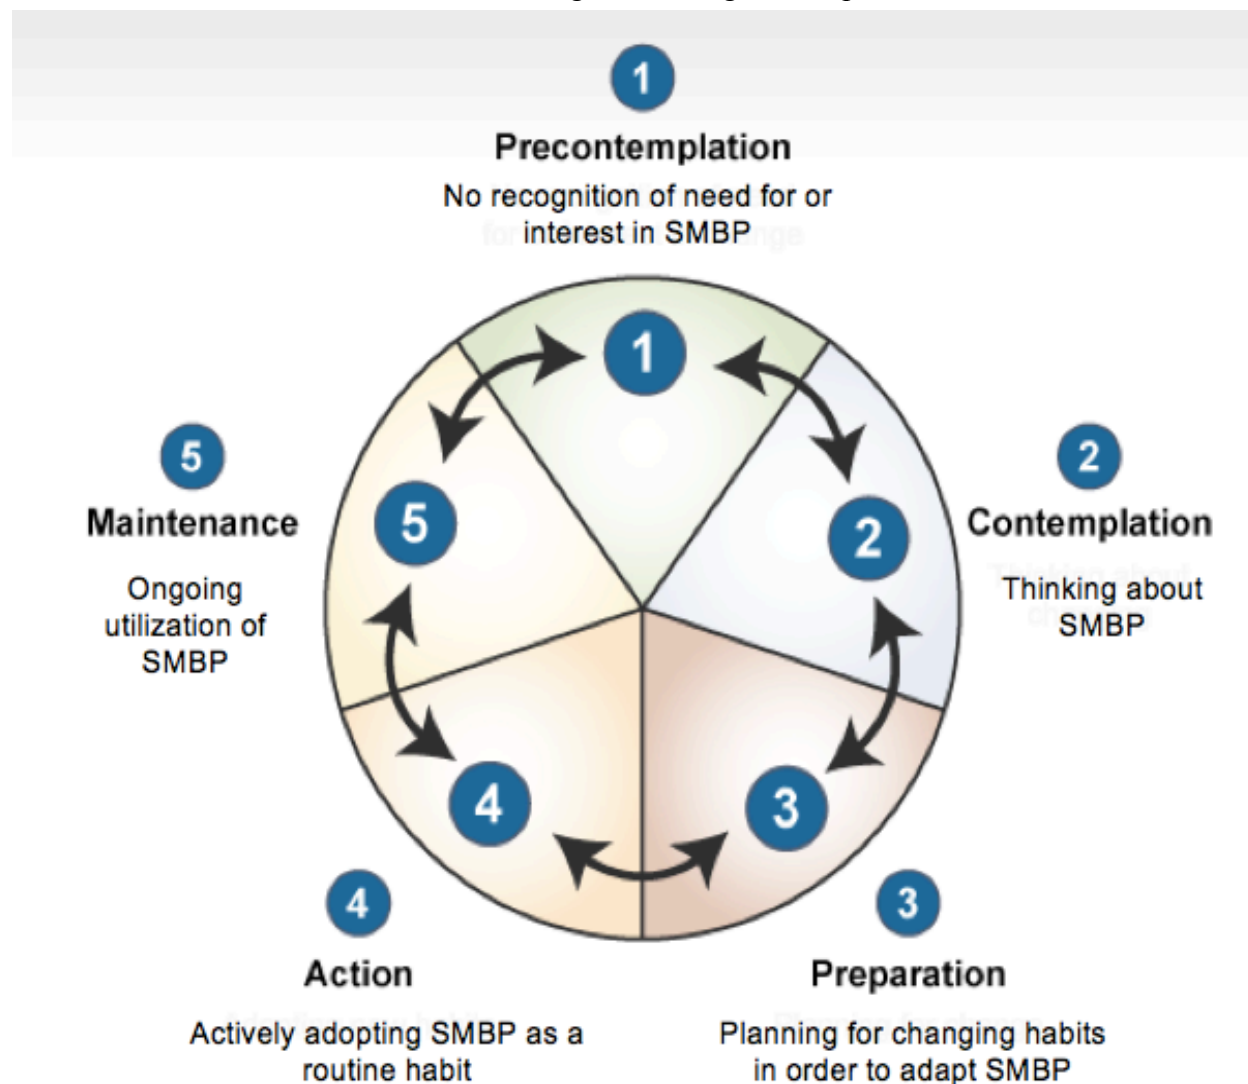 1
Precontemplation
No recognition of need for or
interest in SMBP
1
2
3
4
5
2
Contemplation
Thinking about
SMBP
3
Preparation
Planning for changing habits
in order to adapt SMBP
4
Action
Actively adopting SMBP as a
routine habit
5
Maintenance
Ongoing
utilization of
SMBP